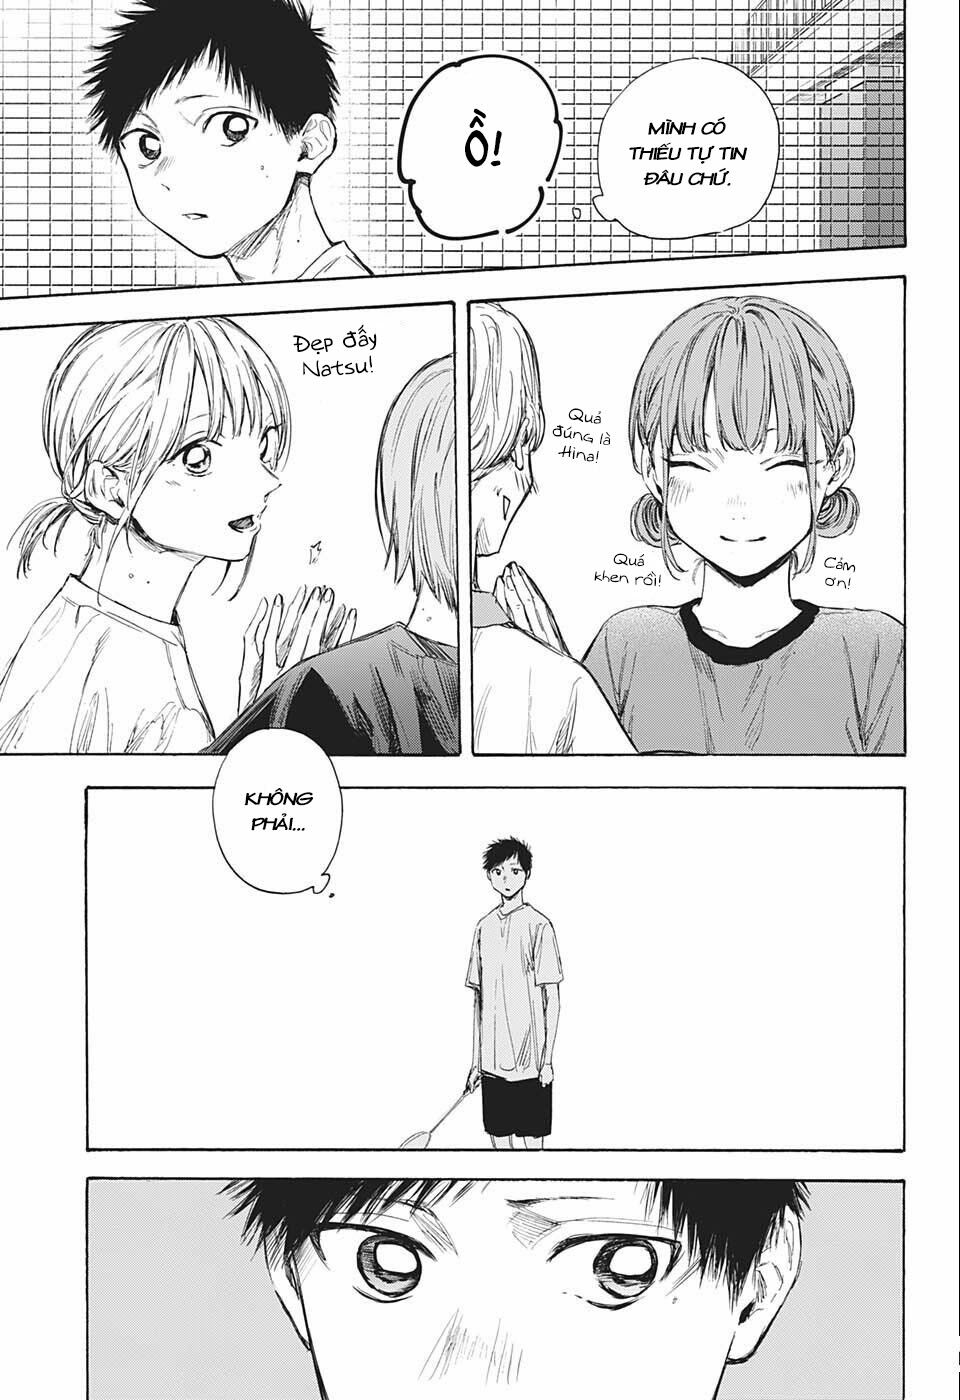 MÌNH CÓ
THIẾU TỰ TIN
ĐÂU CHỨ.
Ồ!
Quả
đúng là
Hina!
Quá
khen rồi!
Cảm
ơn!
Đẹp đấy
Natsu!
KHÔNG
PHẢI...